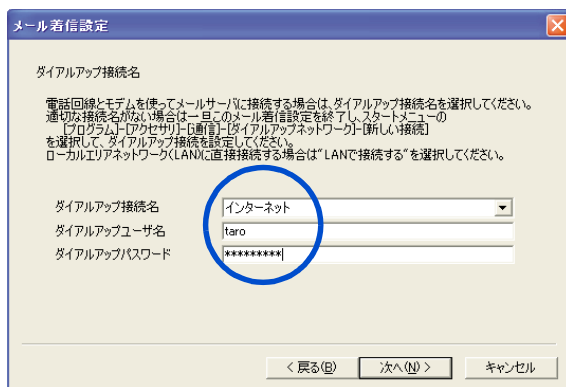 メール着信設定
ダイアルアップ接続名
電話回線とモデムを使ってメールサーバに接続する場合は、ダイアルアップ接続名を選択してください。
適切な接続名がない場合は一旦このメール着信設定を終了し、スタートメニューの
[プログラム]-[アクセサリ]-[通信]-[ダイアルアップネットワーク]-[新しい接続]
を選択して、ダイアルアップ接続を設定してください。
ローカルエリアネットワーク(LAN)に直接接続する場合は"LANで接続する"を選択してください。
ダイアルアップ接続名 インターネット
ダイアルアップユーザ名 taro
ダイアルアップパスワード *********
< 戻る(B) 次へ(N) > キャンセル